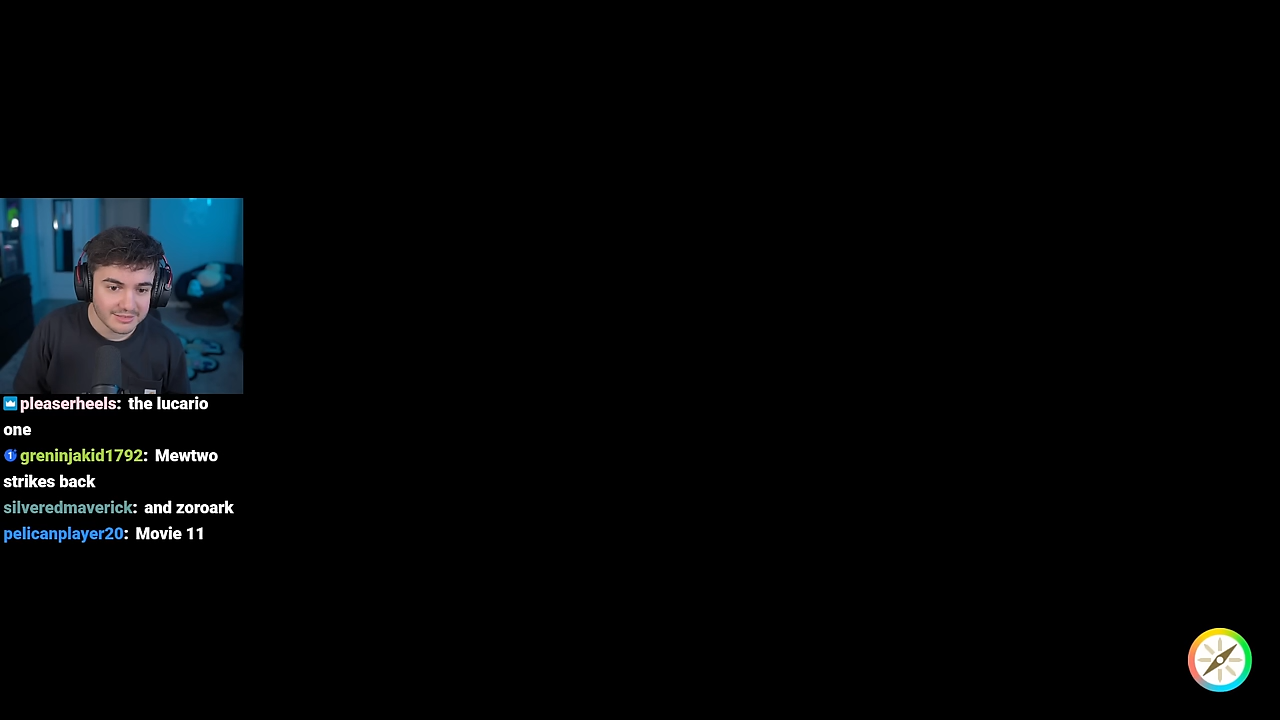 pleaserheels: the lucario
one
greninjakid1792: Mewtwo
strikes back
silveredmaverick: and zoroark
pelicanplayer20: Movie 11